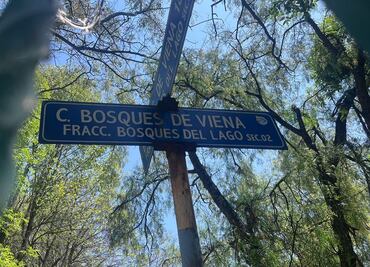 C. BOSQUES DE VIENA
FRACC. BOSQUES DEL LAGO SEC.02